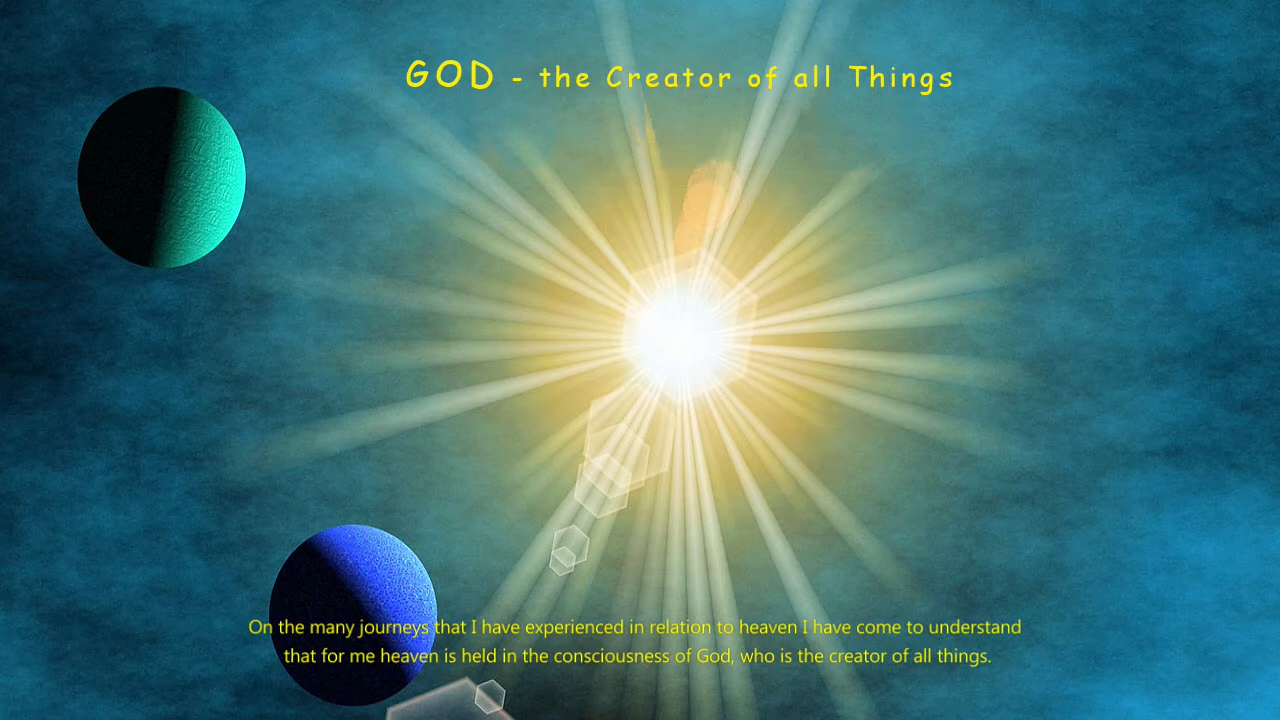 GOD - the Creator of all Things
On the many journeys that I have experienced in relation to heaven I have come to understand
that for me heaven is held in the consciousness of God, who is the creator of all things.